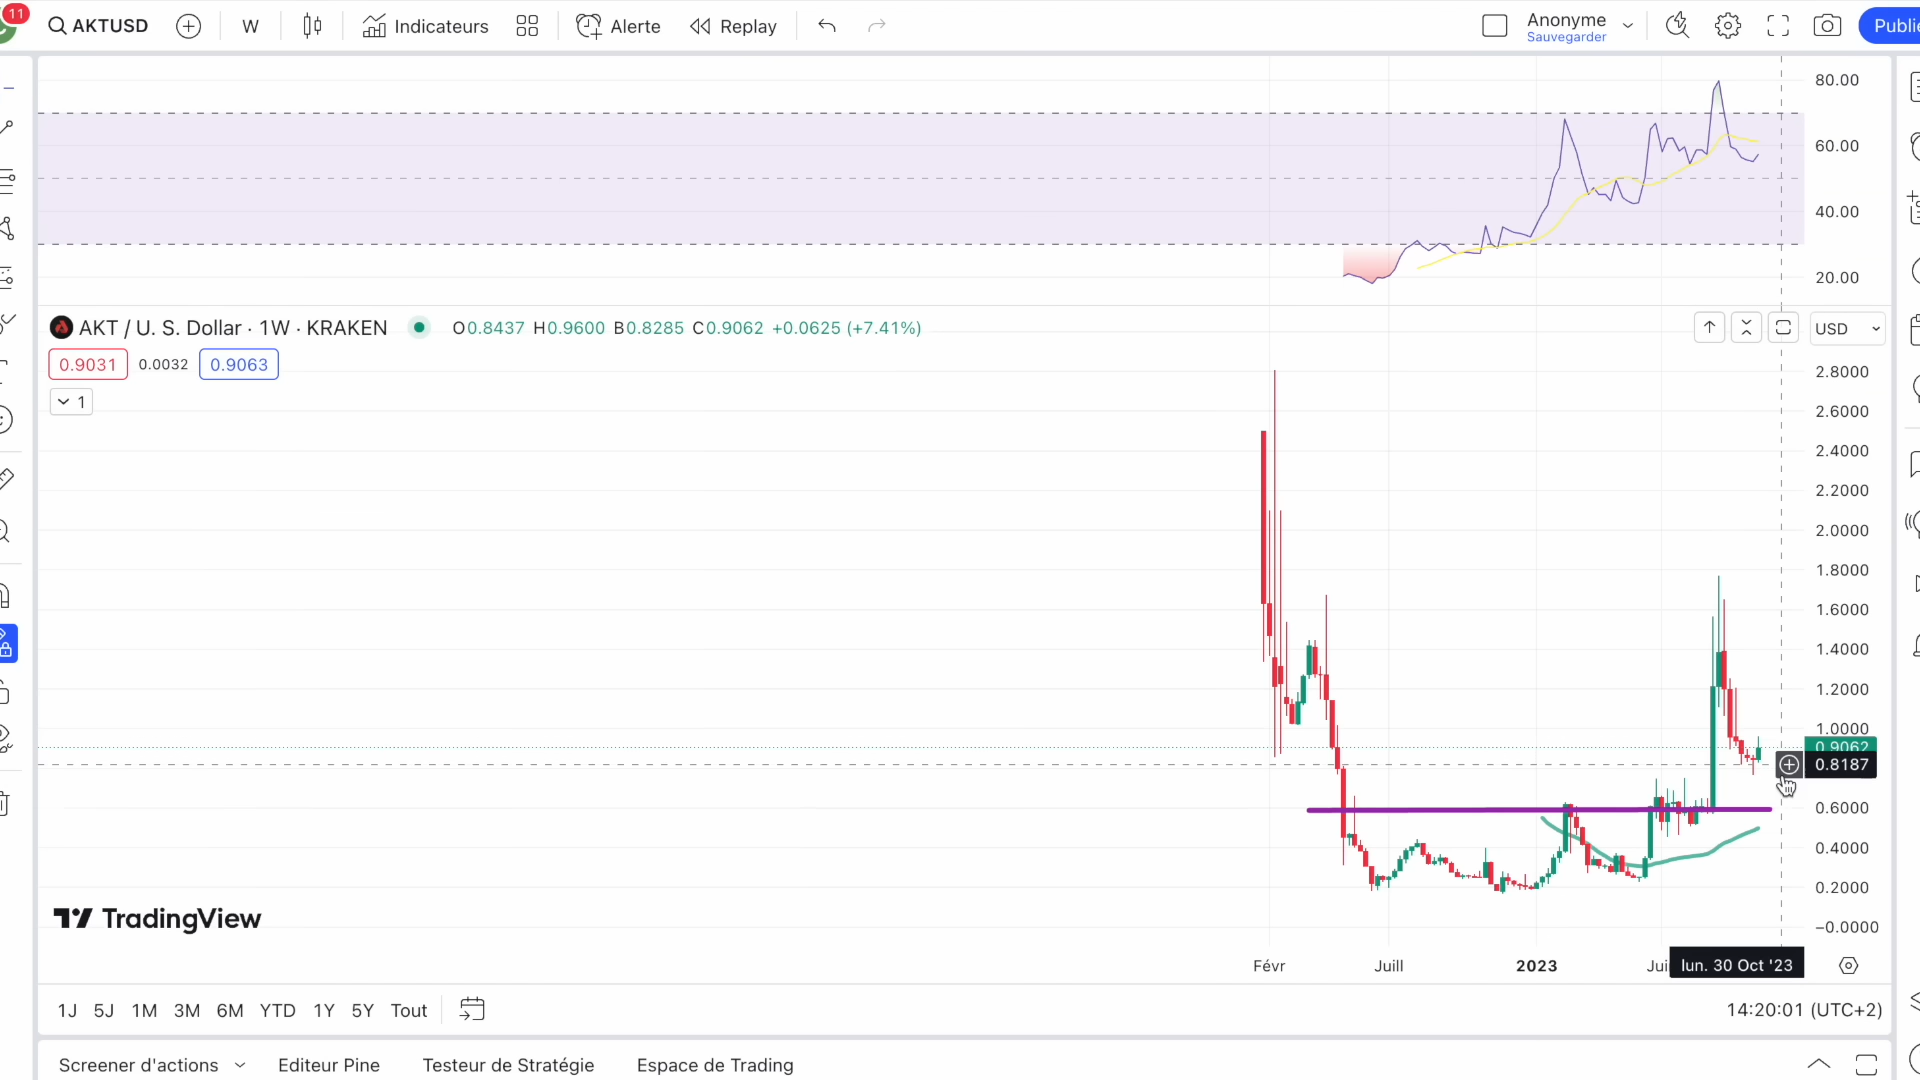 11
AKTUSD
W
Indicateurs
Alerte
Replay
Anonyme
Sauvegarder
Publie
80.00
60.00
40.00
20.00
AKT / U. S. Dollar · 1W · KRAKEN
O0.8437 H0.9600 B0.8285 C0.9062 +0.0625 (+7.41%)
USD
0.9031 0.0032 0.9063
1
2.8000
2.6000
2.4000
2.2000
2.0000
1.8000
1.6000
1.4000
1.2000
1.0000
0.9062
0.8187
0.6000
0.4000
0.2000
−0.0000
TradingView
Févr Juill 2023 Jui lun. 30 Oct '23
1J 5J 1M 3M 6M YTD 1Y 5Y Tout
14:20:01 (UTC+2)
Screener d'actions Editeur Pine Testeur de Stratégie Espace de Trading